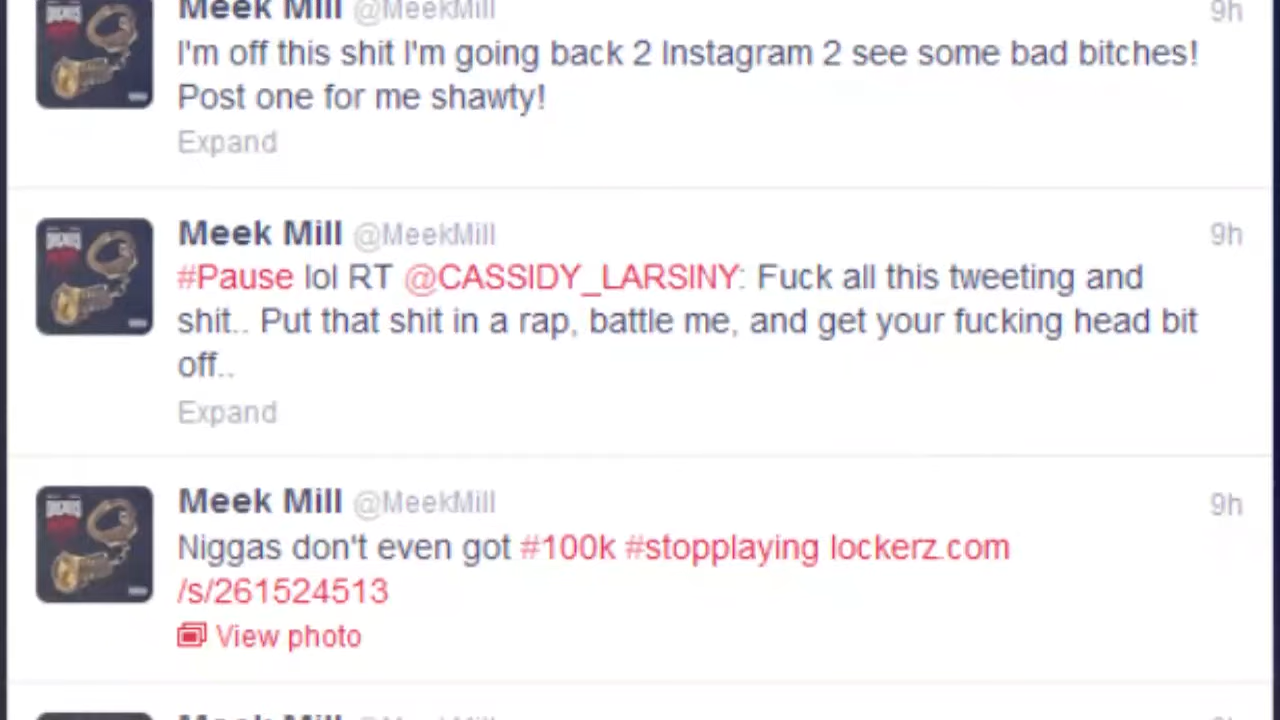 Meek Mill @MeekMill 9h
I'm off this shit I'm going back 2 Instagram 2 see some bad bitches!
Post one for me shawty!
Expand
Meek Mill @MeekMill 9h
#Pause lol RT @CASSIDY_LARSINY: Fuck all this tweeting and
shit.. Put that shit in a rap, battle me, and get your fucking head bit
off..
Expand
Meek Mill @MeekMill 9h
Niggas don't even got #100k #stopplaying lockerz.com
/s/261524513
View photo
Meek Mill @MeekMill